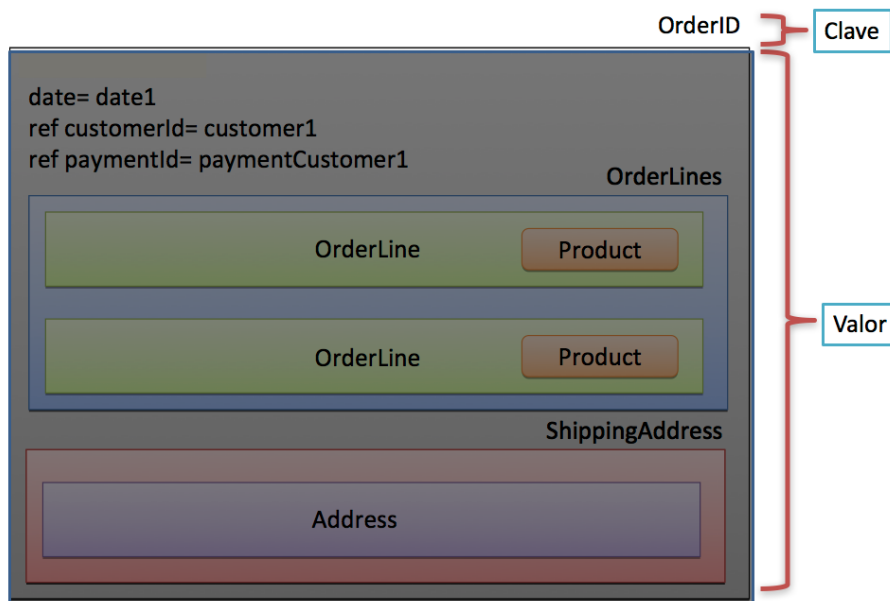 OrderID
Clave
date= date1
ref customerId= customer1
ref paymentId= paymentCustomer1
OrderLines
OrderLine
Product
Valor
OrderLine
Product
ShippingAddress
Address